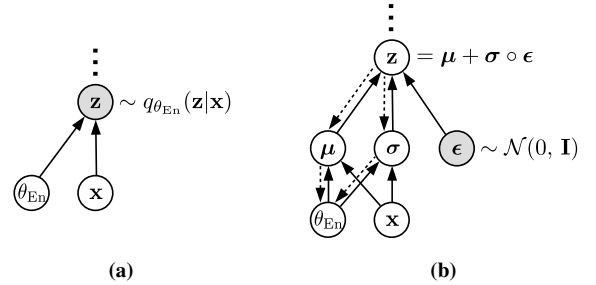 z ∼ q_{θ_En}(z|x)
θ_En x
(a)
z = μ + σ ∘ ϵ
μ σ ϵ ∼ 𝒩(0, I)
θ_En x
(b)